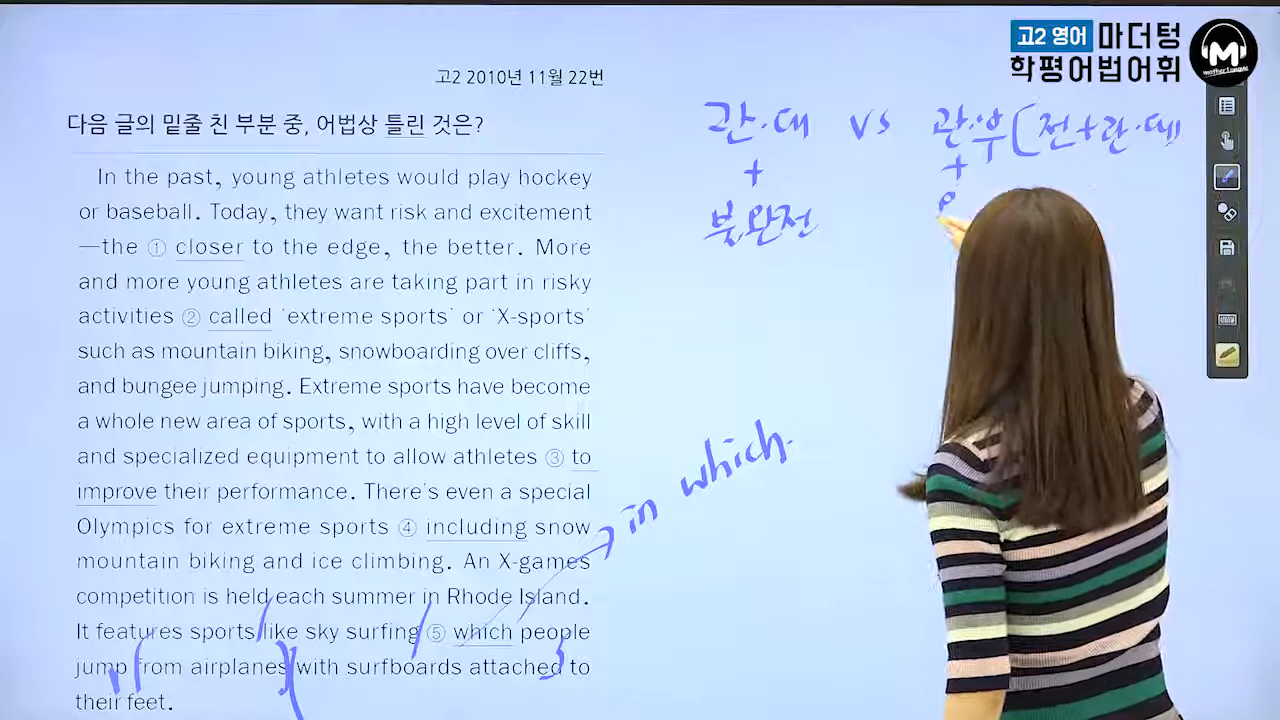 고2 영어 마더텅
학평어법어휘
mother tongue
고2 2010년 11월 22번
다음 글의 밑줄 친 부분 중, 어법상 틀린 것은?
In the past, young athletes would play hockey
or baseball. Today, they want risk and excitement
—the ① closer to the edge, the better. More
and more young athletes are taking part in risky
activities ② called 'extreme sports' or 'X-sports'
such as mountain biking, snowboarding over cliffs,
and bungee jumping. Extreme sports have become
a whole new area of sports, with a high level of skill
and specialized equipment to allow athletes ③ to
improve their performance. There's even a special
Olympics for extreme sports ④ including snow
mountain biking and climbing. An X-games
competition is held every summer in Rhode Island.
It features sports like sky surfing ⑤ which people
jump from airplanes with surfboards attached to
their feet.
관·대 vs 관·부(전+관·대)
+ +
불완전
→ in which